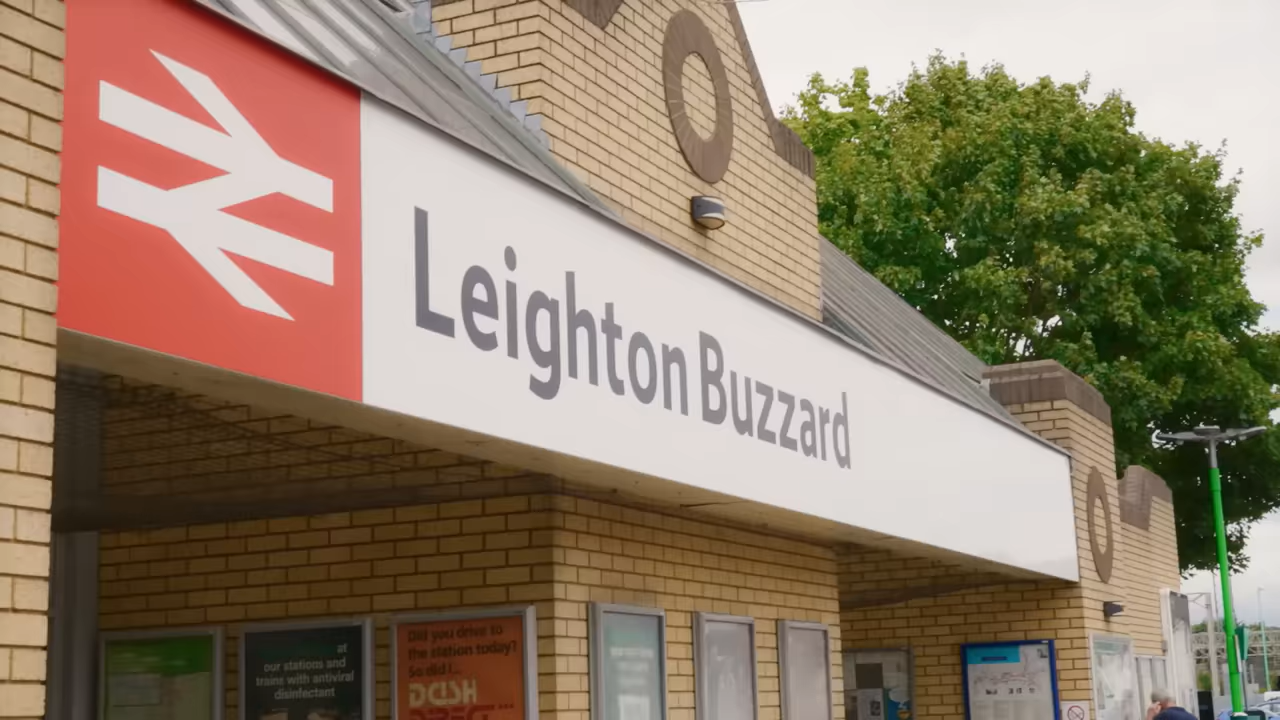 Leighton Buzzard
at
our stations and
trains with antiviral
disinfectant
Did you drive to
the station today?
So did I...